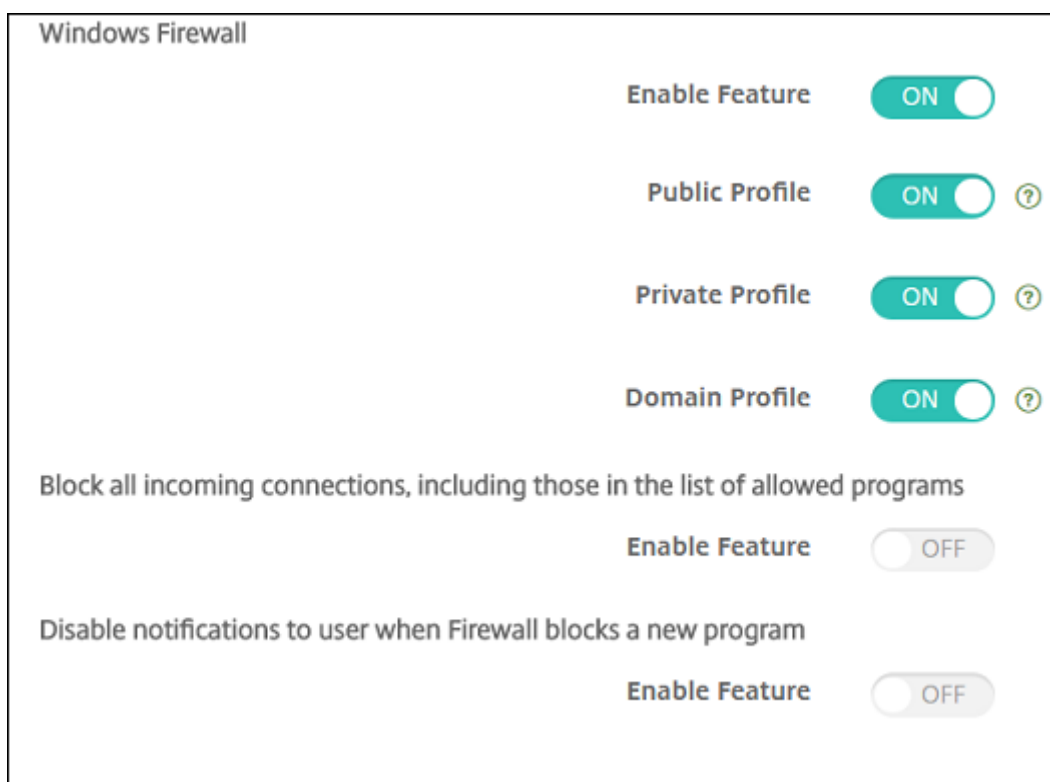 Windows Firewall
Enable Feature ON
Public Profile ON ?
Private Profile ON ?
Domain Profile ON ?
Block all incoming connections, including those in the list of allowed programs
Enable Feature OFF
Disable notifications to user when Firewall blocks a new program
Enable Feature OFF